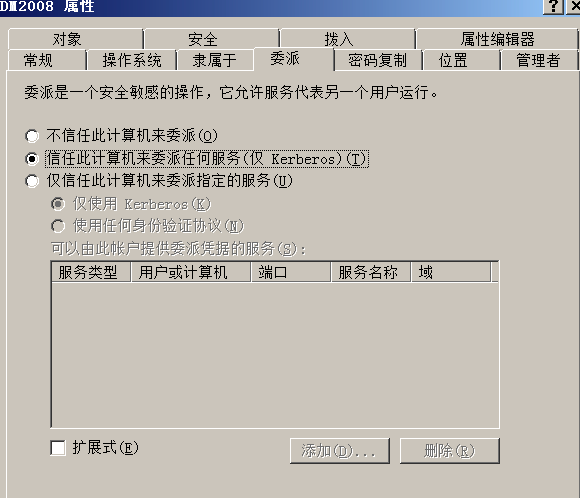 DM2008 属性
对象 安全 拨入 属性编辑器
常规 操作系统 隶属于 委派 密码复制 位置 管理者
委派是一个安全敏感的操作，它允许服务代表另一个用户运行。
不信任此计算机来委派(O)
信任此计算机来委派任何服务(仅 Kerberos)(T)
仅信任此计算机来委派指定的服务(U)
仅使用 Kerberos(K)
使用任何身份验证协议(N)
可以由此帐户提供委派凭据的服务(S):
服务类型 用户或计算机 端口 服务名称 域
扩展式(E) 添加(D)... 删除(R)